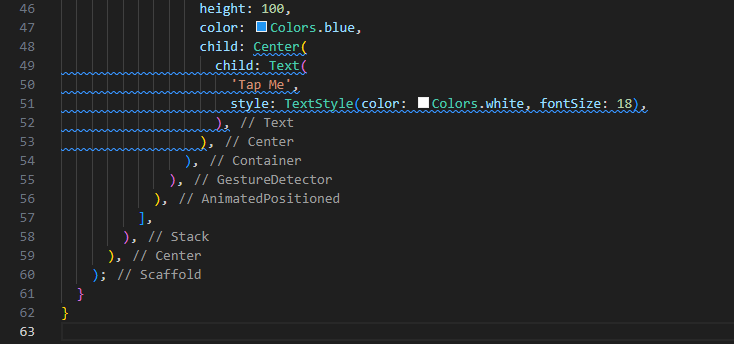 46 height: 100,
47 color: Colors.blue,
48 child: Center(
49 child: Text(
50 'Tap Me',
51 style: TextStyle(color: Colors.white, fontSize: 18),
52 ), // Text
53 ), // Center
54 ), // Container
55 ), // GestureDetector
56 ), // AnimatedPositioned
57 ],
58 ), // Stack
59 ), // Center
60 ); // Scaffold
61 }
62 }
63